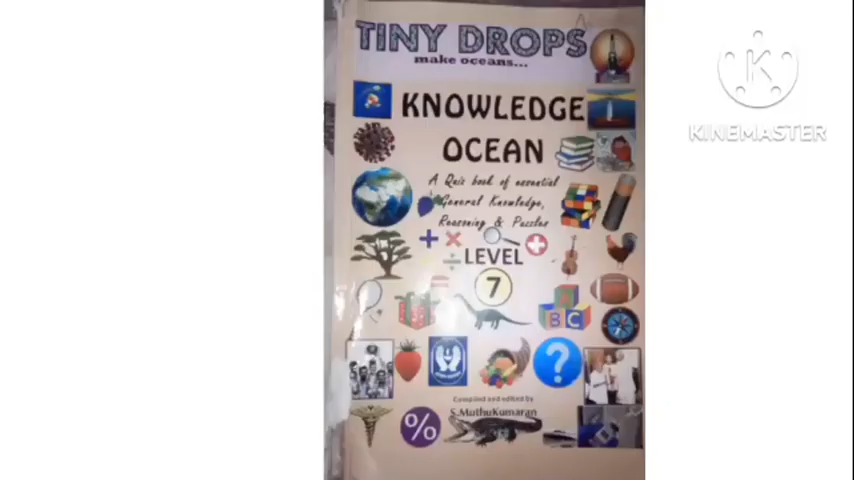 TINY DROPS
make oceans...
KNOWLEDGE
OCEAN
A Quiz book of essential
General Knowledge,
Reasoning & Puzzles
LEVEL
7
A
B C
?
Compiled and edited by
S.MuthuKumaran
%
K
KINEMASTER